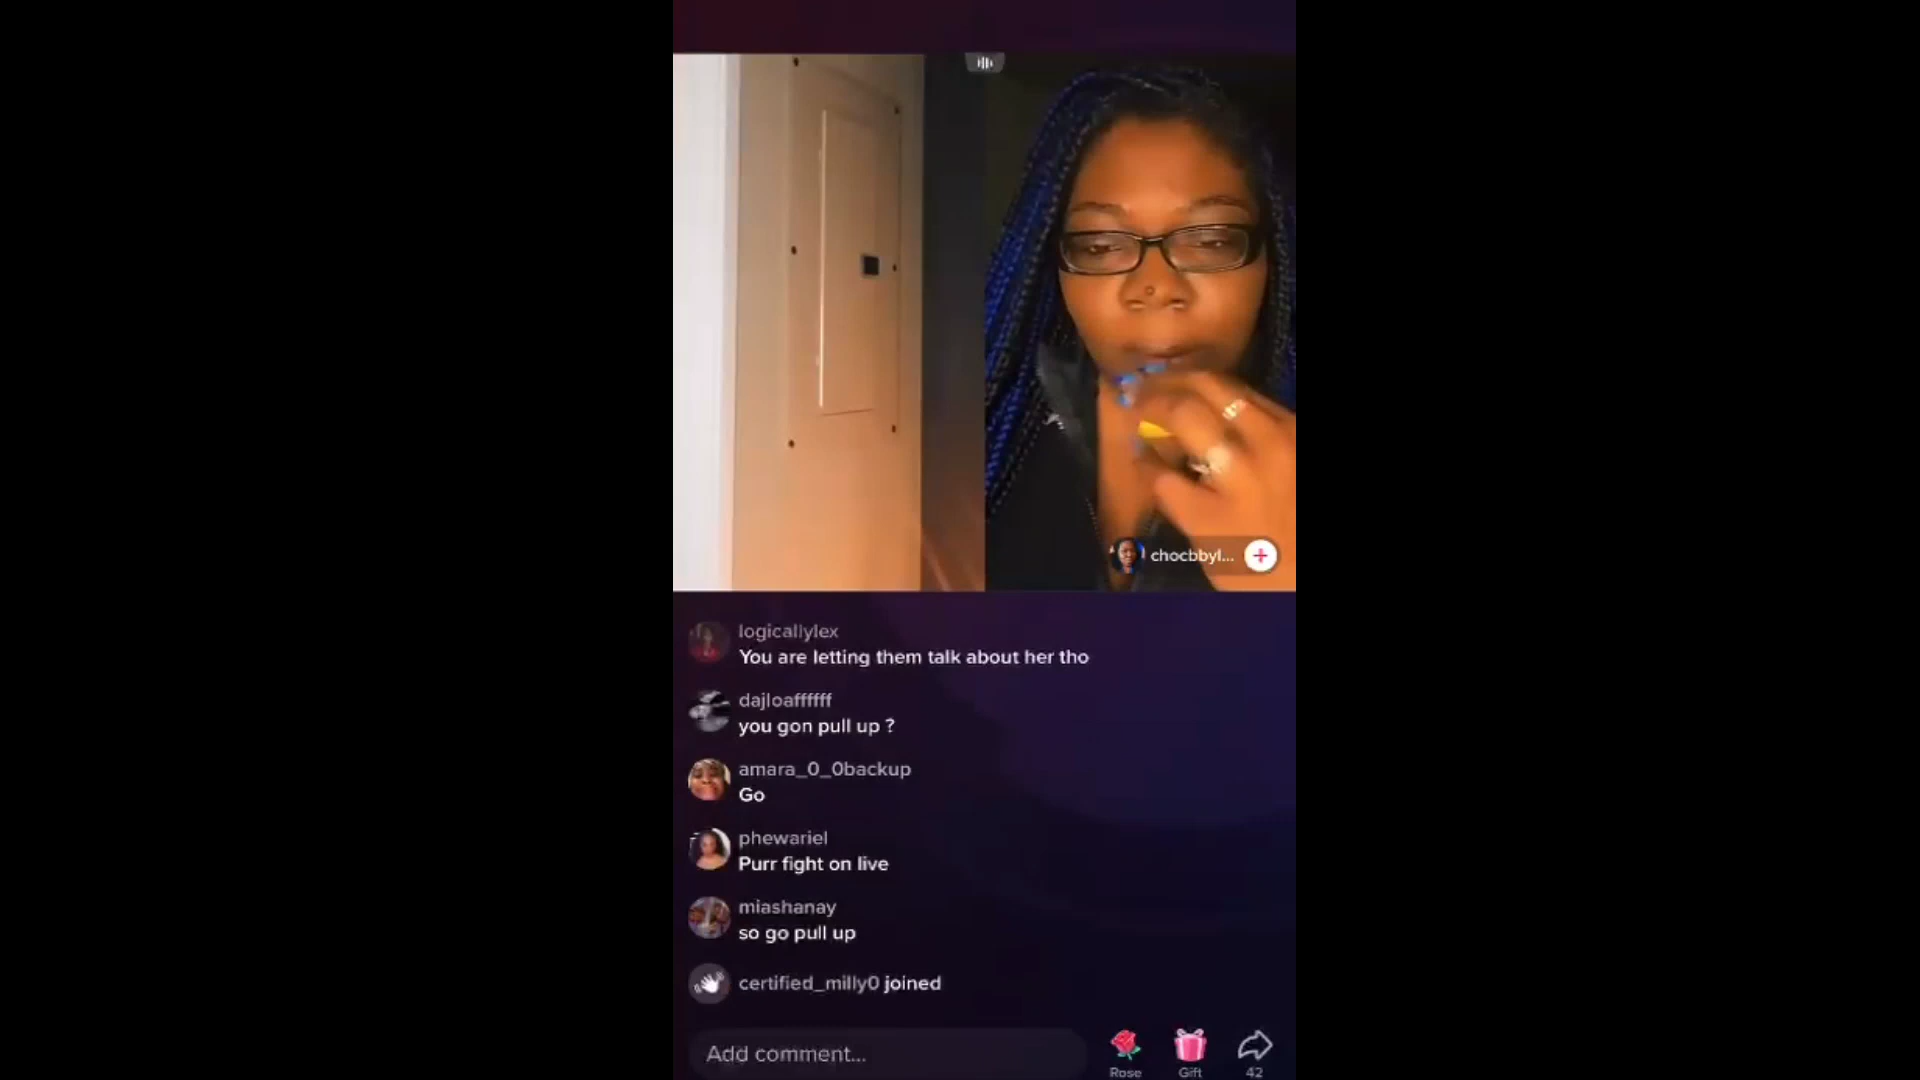 chocbbyl...
logicallylex
You are letting them talk about her tho
dajloaffffff
you gon pull up ?
amara_0_0backup
Go
phewariel
Purr fight on live
miashanay
so go pull up
certified_milly0 joined
Add comment...
Rose
Gift
42